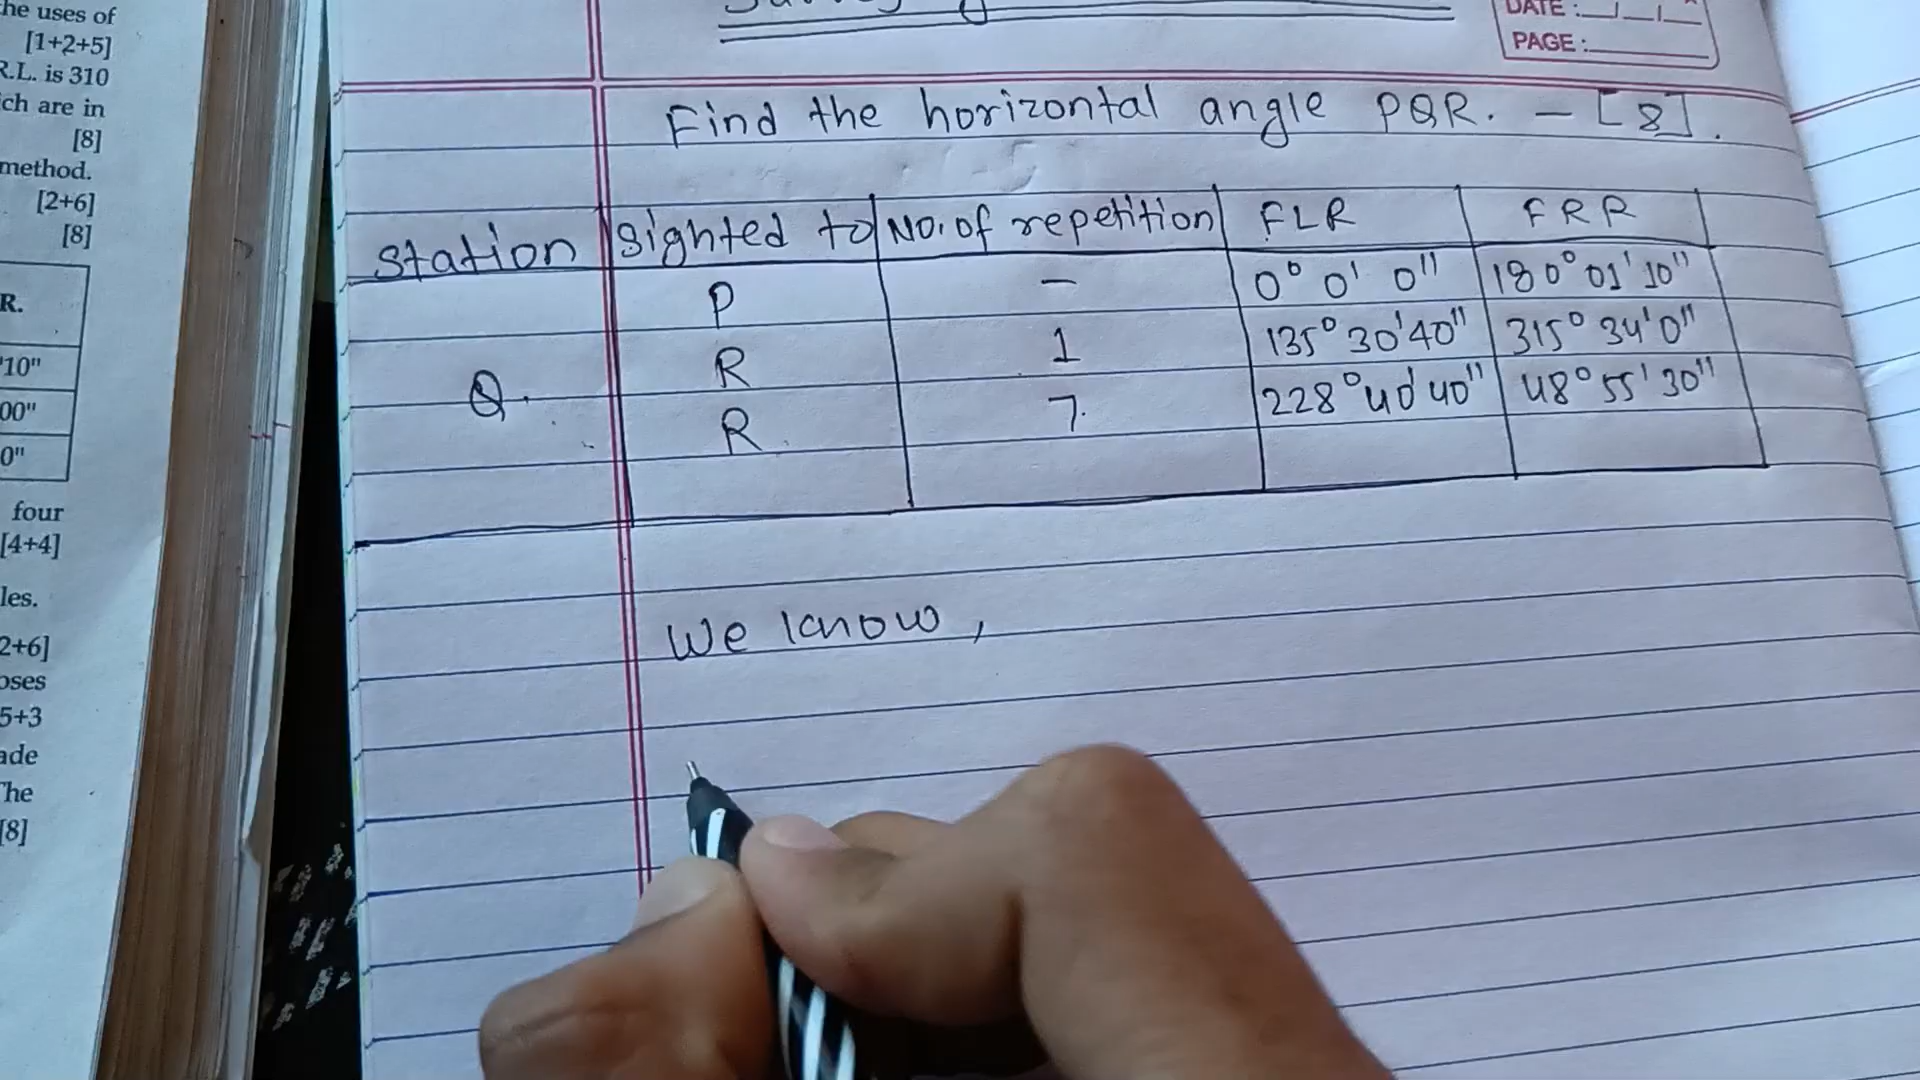 he uses of
[1+2+5]
R.L. is 310
ch are in
[8]
method.
[2+6]
[8]
R.
'10"
00"
0"
four
[4+4]
les.
2+6]
oses
5+3
ade
The
[8]
DATE :
PAGE :
Find the horizontal angle PQR. - [8].
Station Sighted to No. of repetition FLR FRR
P - 0° 0' 0" 180° 01' 10"
R 1 135° 30' 40" 315° 34' 0"
Q. R 7. 228° 40' 40" 48° 55' 30"
We know,